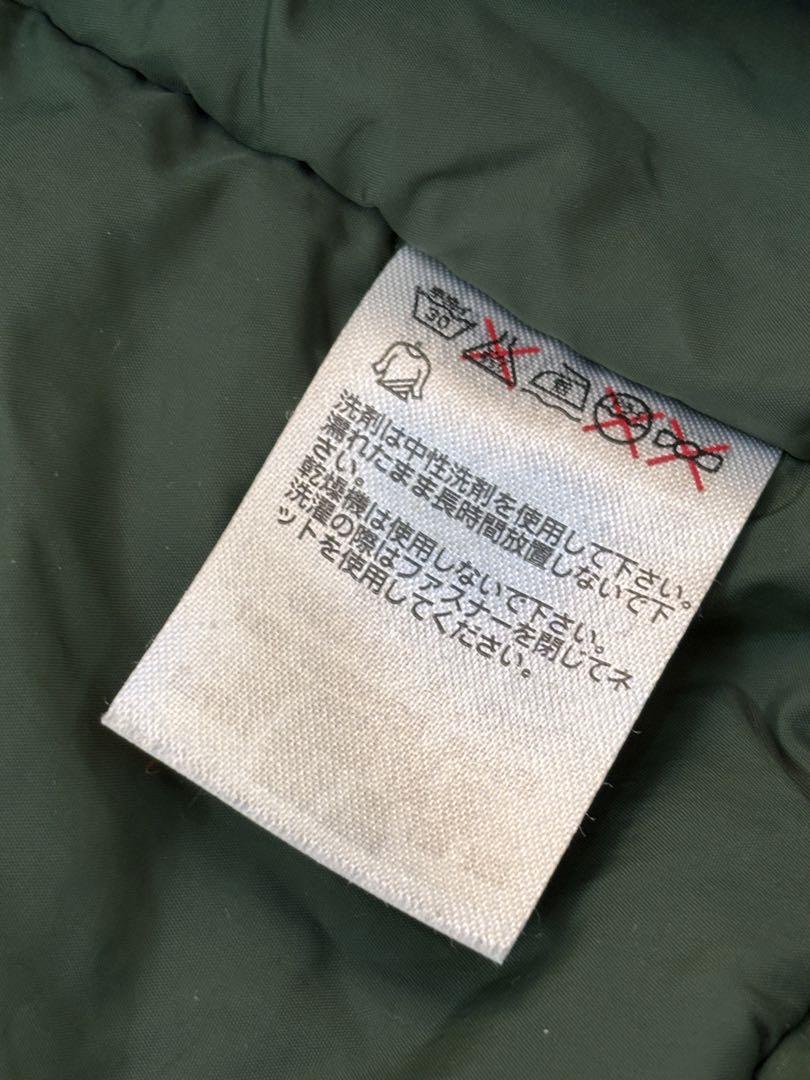 手洗イ
30
洗剤は中性洗剤を使用して下さい。
濡れたまま長時間放置しないで下
さい。
乾燥機は使用しないで下さい。
洗濯の際はファスナーを閉じてネ
ットを使用してください。